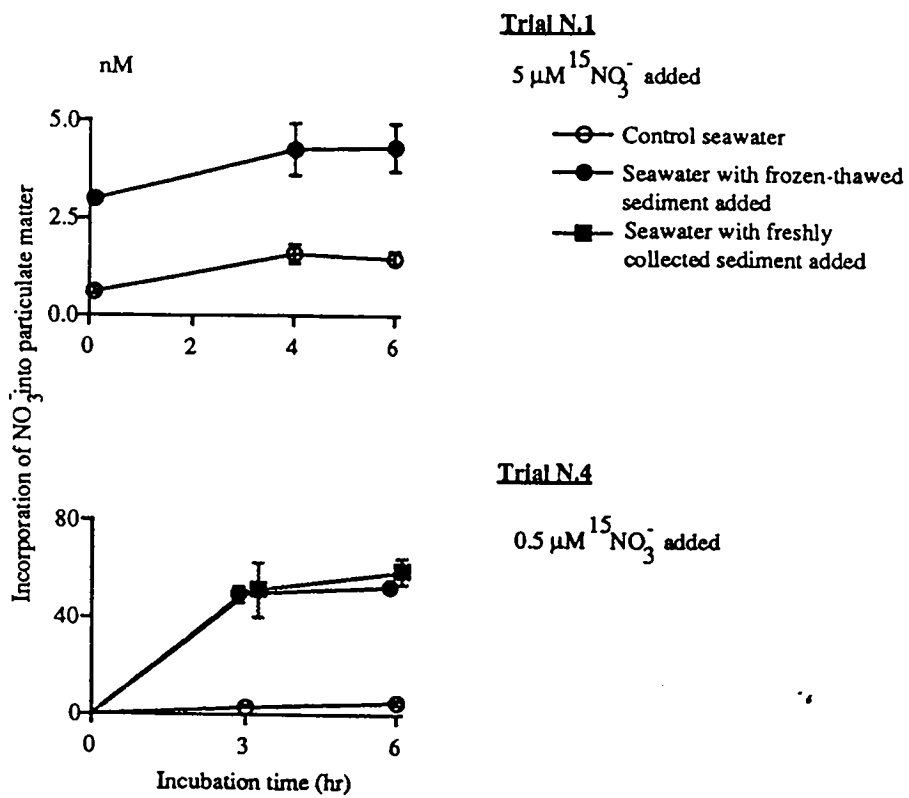 Trial N.1
nM
5 µM ¹⁵NO₃⁻ added
Control seawater
Seawater with frozen-thawed
sediment added
Seawater with freshly
collected sediment added
Incorporation of NO₃⁻ into particulate matter
5.0
2.5
0.0
0 2 4 6
Trial N.4
0.5 µM ¹⁵NO₃⁻ added
80
40
0
0 3 6
Incubation time (hr)